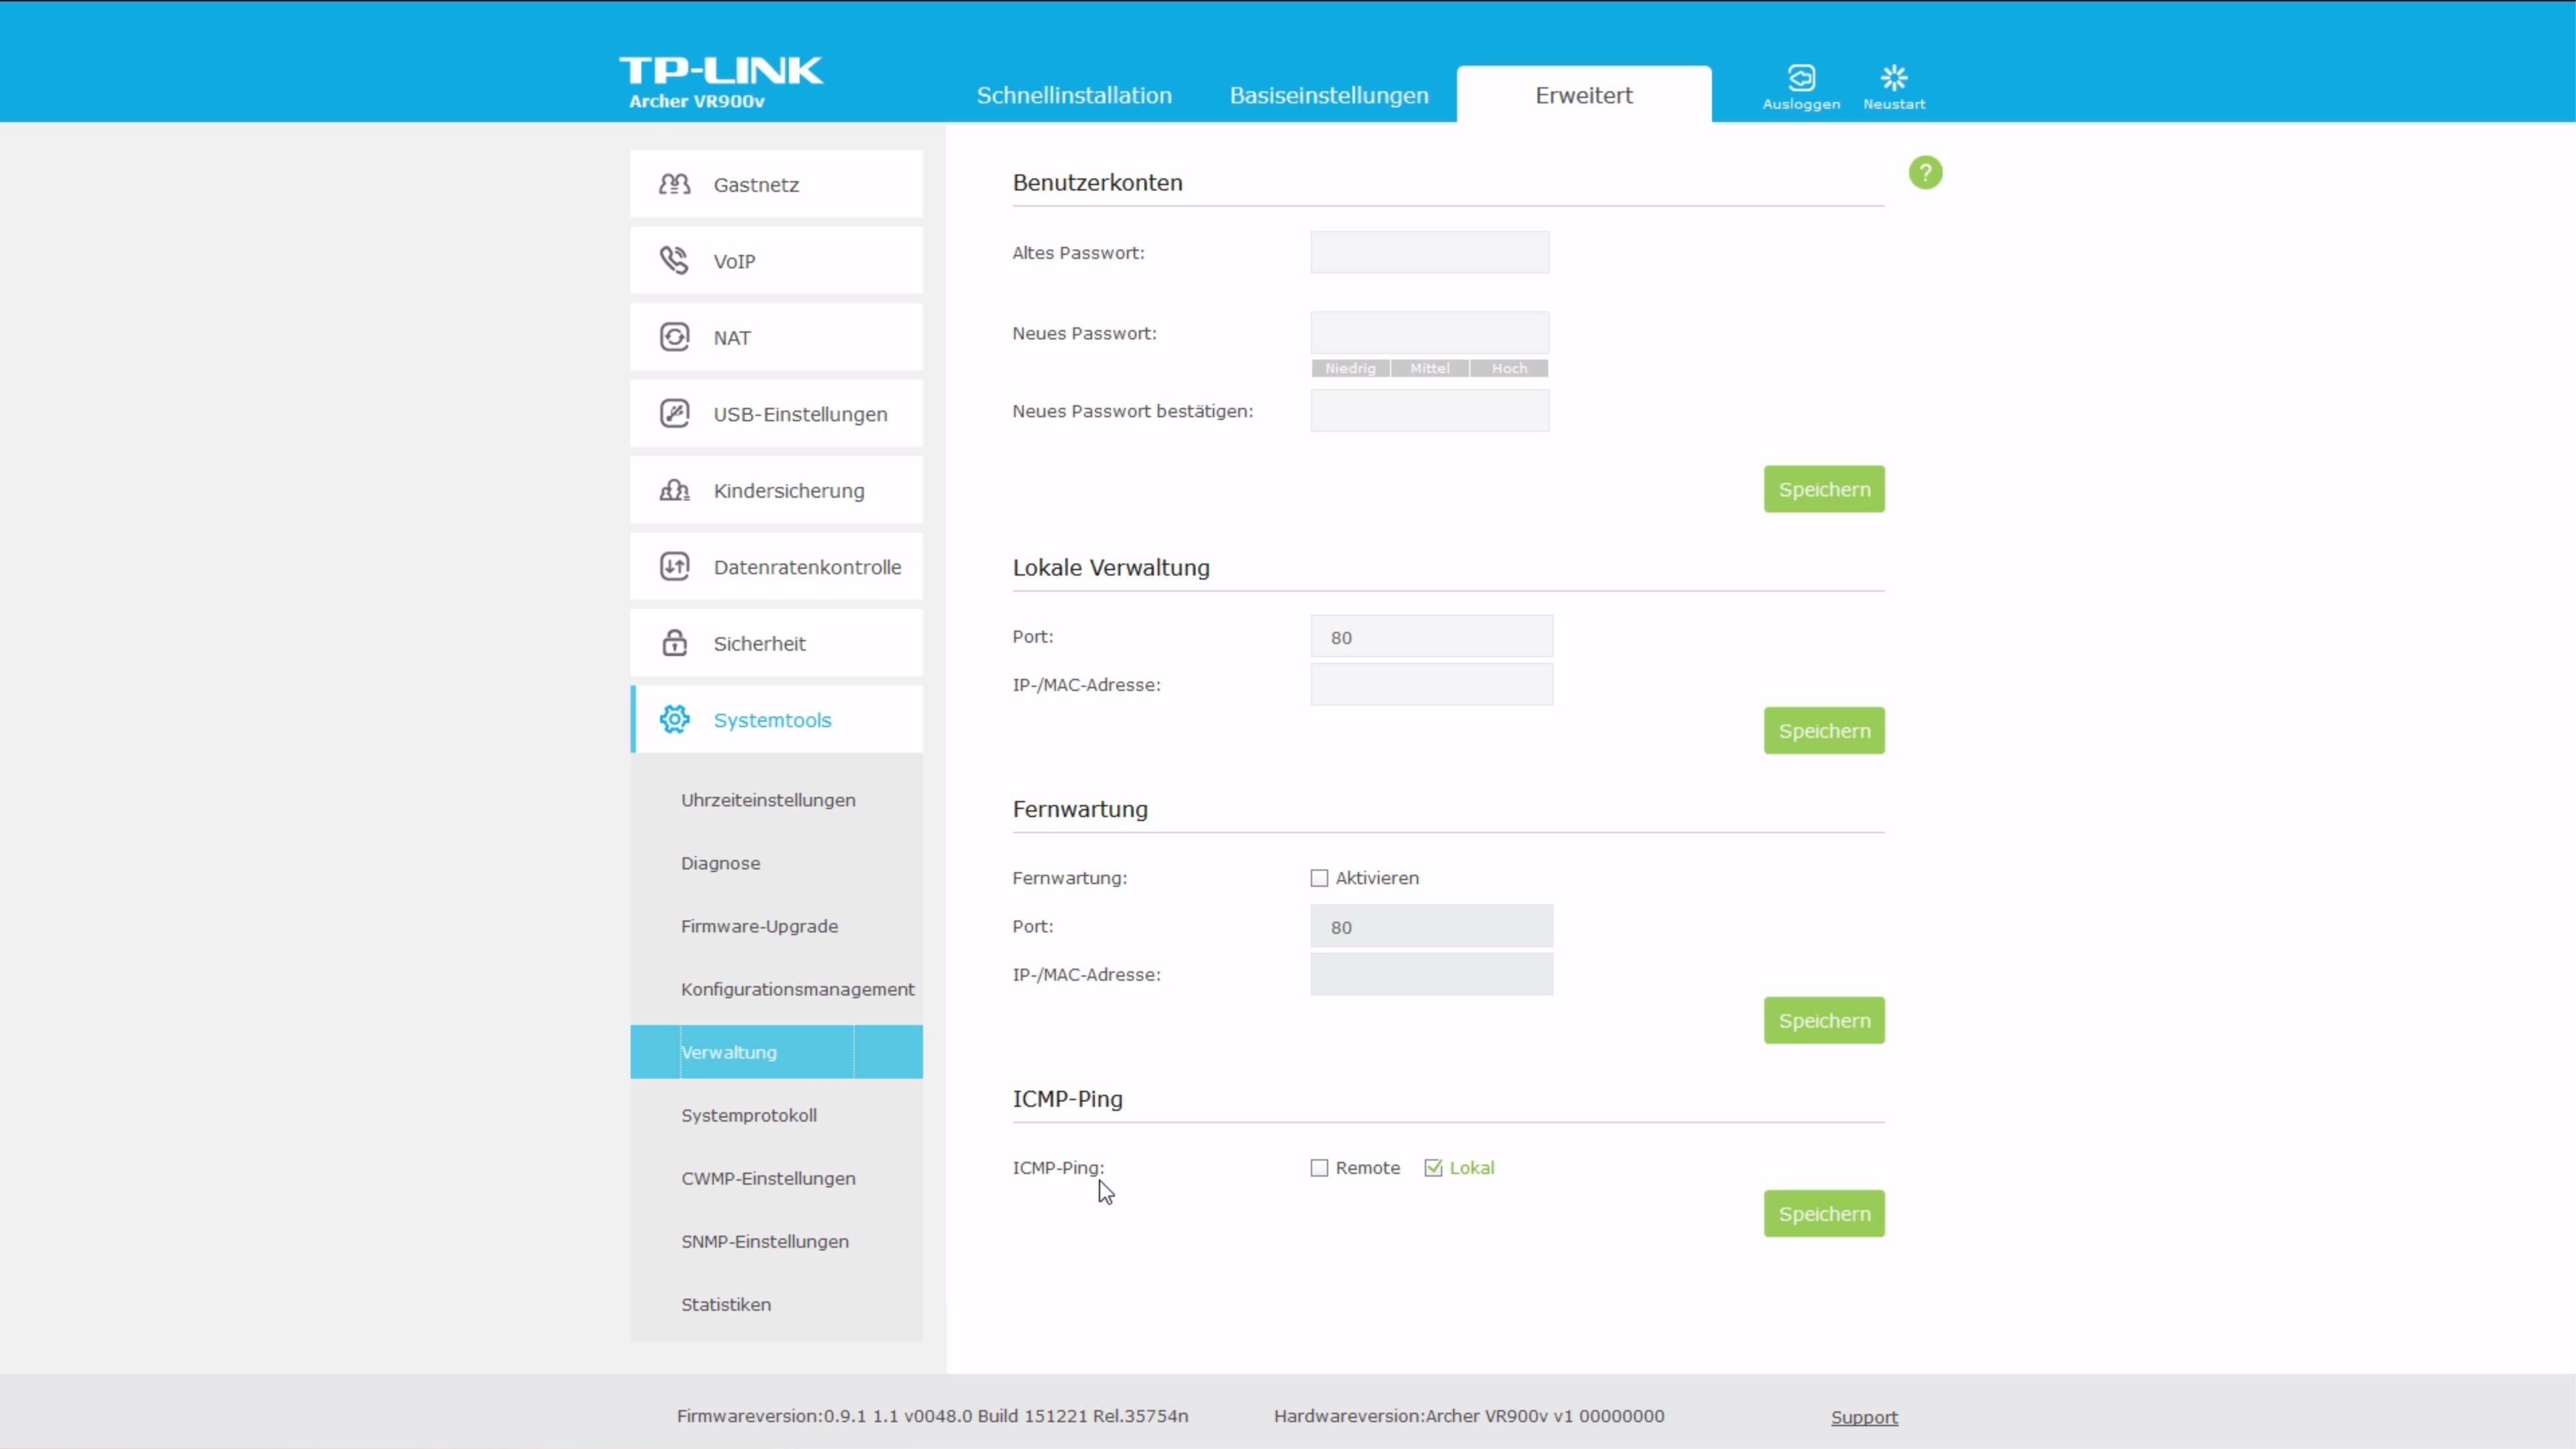 TP-LINK
Archer VR900v
Schnellinstallation
Basiseinstellungen
Erweitert
Ausloggen
Neustart
Gastnetz
VoIP
NAT
USB-Einstellungen
Kindersicherung
Datenratenkontrolle
Sicherheit
Systemtools
Uhrzeiteinstellungen
Diagnose
Firmware-Upgrade
Konfigurationsmanagement
Verwaltung
Systemprotokoll
CWMP-Einstellungen
SNMP-Einstellungen
Statistiken
Benutzerkonten
?
Altes Passwort:
Neues Passwort:
Niedrig Mittel Hoch
Neues Passwort bestätigen:
Speichern
Lokale Verwaltung
Port: 80
IP-/MAC-Adresse:
Speichern
Fernwartung
Fernwartung: Aktivieren
Port: 80
IP-/MAC-Adresse:
Speichern
ICMP-Ping
ICMP-Ping: Remote Lokal
Speichern
Firmwareversion:0.9.1 1.1 v0048.0 Build 151221 Rel.35754n
Hardwareversion:Archer VR900v v1 00000000
Support